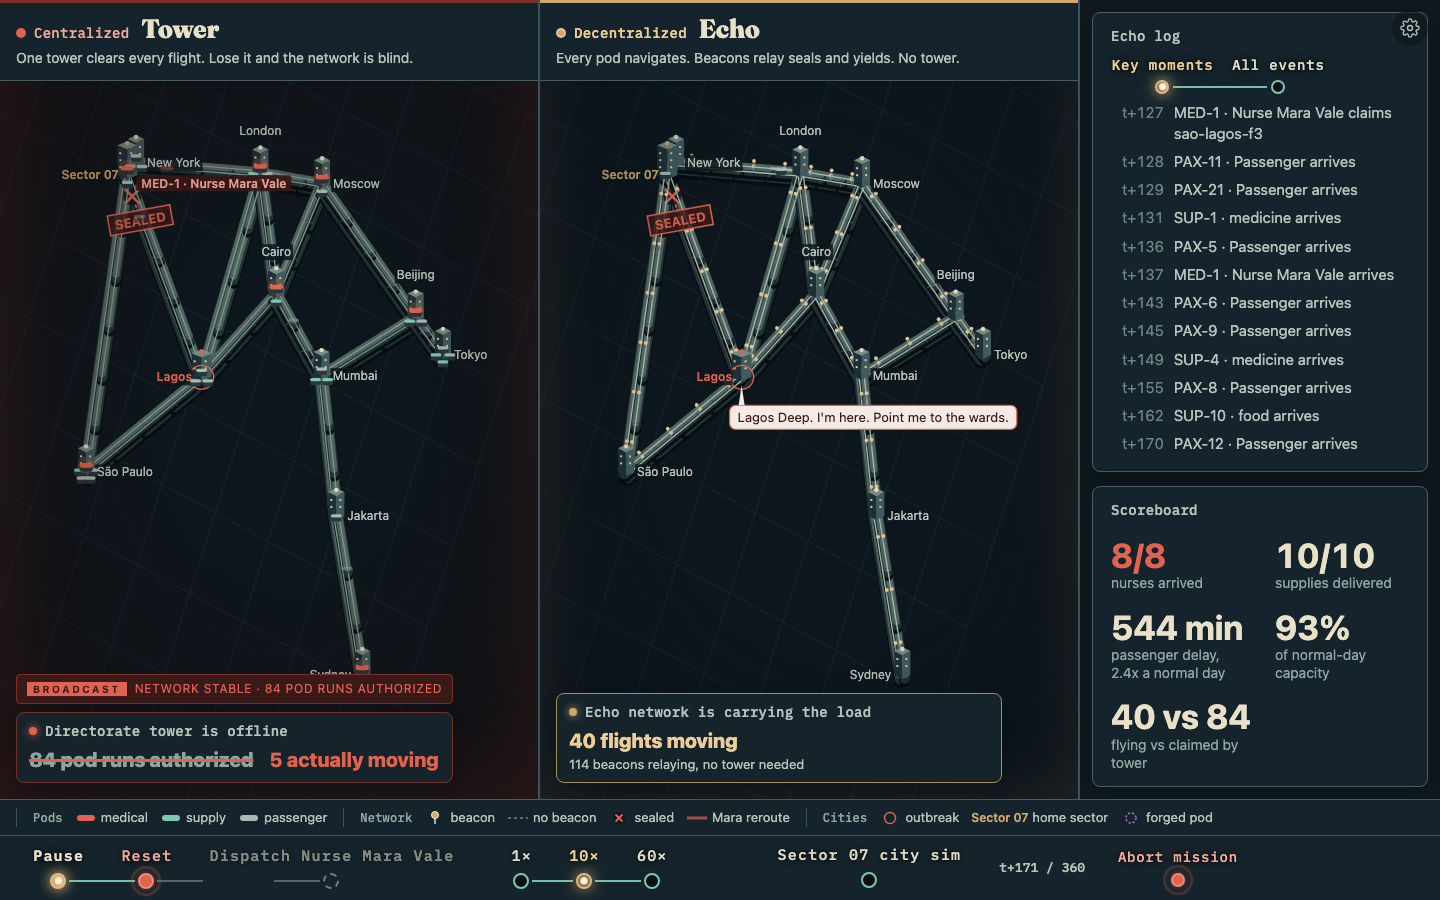 Centralized Tower
One tower clears every flight. Lose it and the network is blind.
London
New York
Sector 07
MED-1 · Nurse Mara Vale
Moscow
SEALED
Cairo
Beijing
Tokyo
Lagos
Mumbai
São Paulo
Jakarta
Sydney
BROADCAST NETWORK STABLE · 84 POD RUNS AUTHORIZED
Directorate tower is offline
84 pod runs authorized 5 actually moving
Decentralized Echo
Every pod navigates. Beacons relay seals and yields. No tower.
London
New York
Sector 07
Moscow
SEALED
Cairo
Beijing
Tokyo
Lagos
Mumbai
Lagos Deep. I'm here. Point me to the wards.
São Paulo
Jakarta
Sydney
Echo network is carrying the load
40 flights moving
114 beacons relaying, no tower needed
Echo log
Key moments All events
t+127 MED-1 · Nurse Mara Vale claims
sao-lagos-f3
t+128 PAX-11 · Passenger arrives
t+129 PAX-21 · Passenger arrives
t+131 SUP-1 · medicine arrives
t+136 PAX-5 · Passenger arrives
t+137 MED-1 · Nurse Mara Vale arrives
t+143 PAX-6 · Passenger arrives
t+145 PAX-9 · Passenger arrives
t+149 SUP-4 · medicine arrives
t+155 PAX-8 · Passenger arrives
t+162 SUP-10 · food arrives
t+170 PAX-12 · Passenger arrives
Scoreboard
8/8
nurses arrived
10/10
supplies delivered
544 min
passenger delay,
2.4x a normal day
93%
of normal-day
capacity
40 vs 84
flying vs claimed by
tower
Pods medical supply passenger Network beacon no beacon sealed Mara reroute Cities outbreak Sector 07 home sector forged pod
Pause Reset Dispatch Nurse Mara Vale 1× 10× 60× Sector 07 city sim t+171 / 360 Abort mission